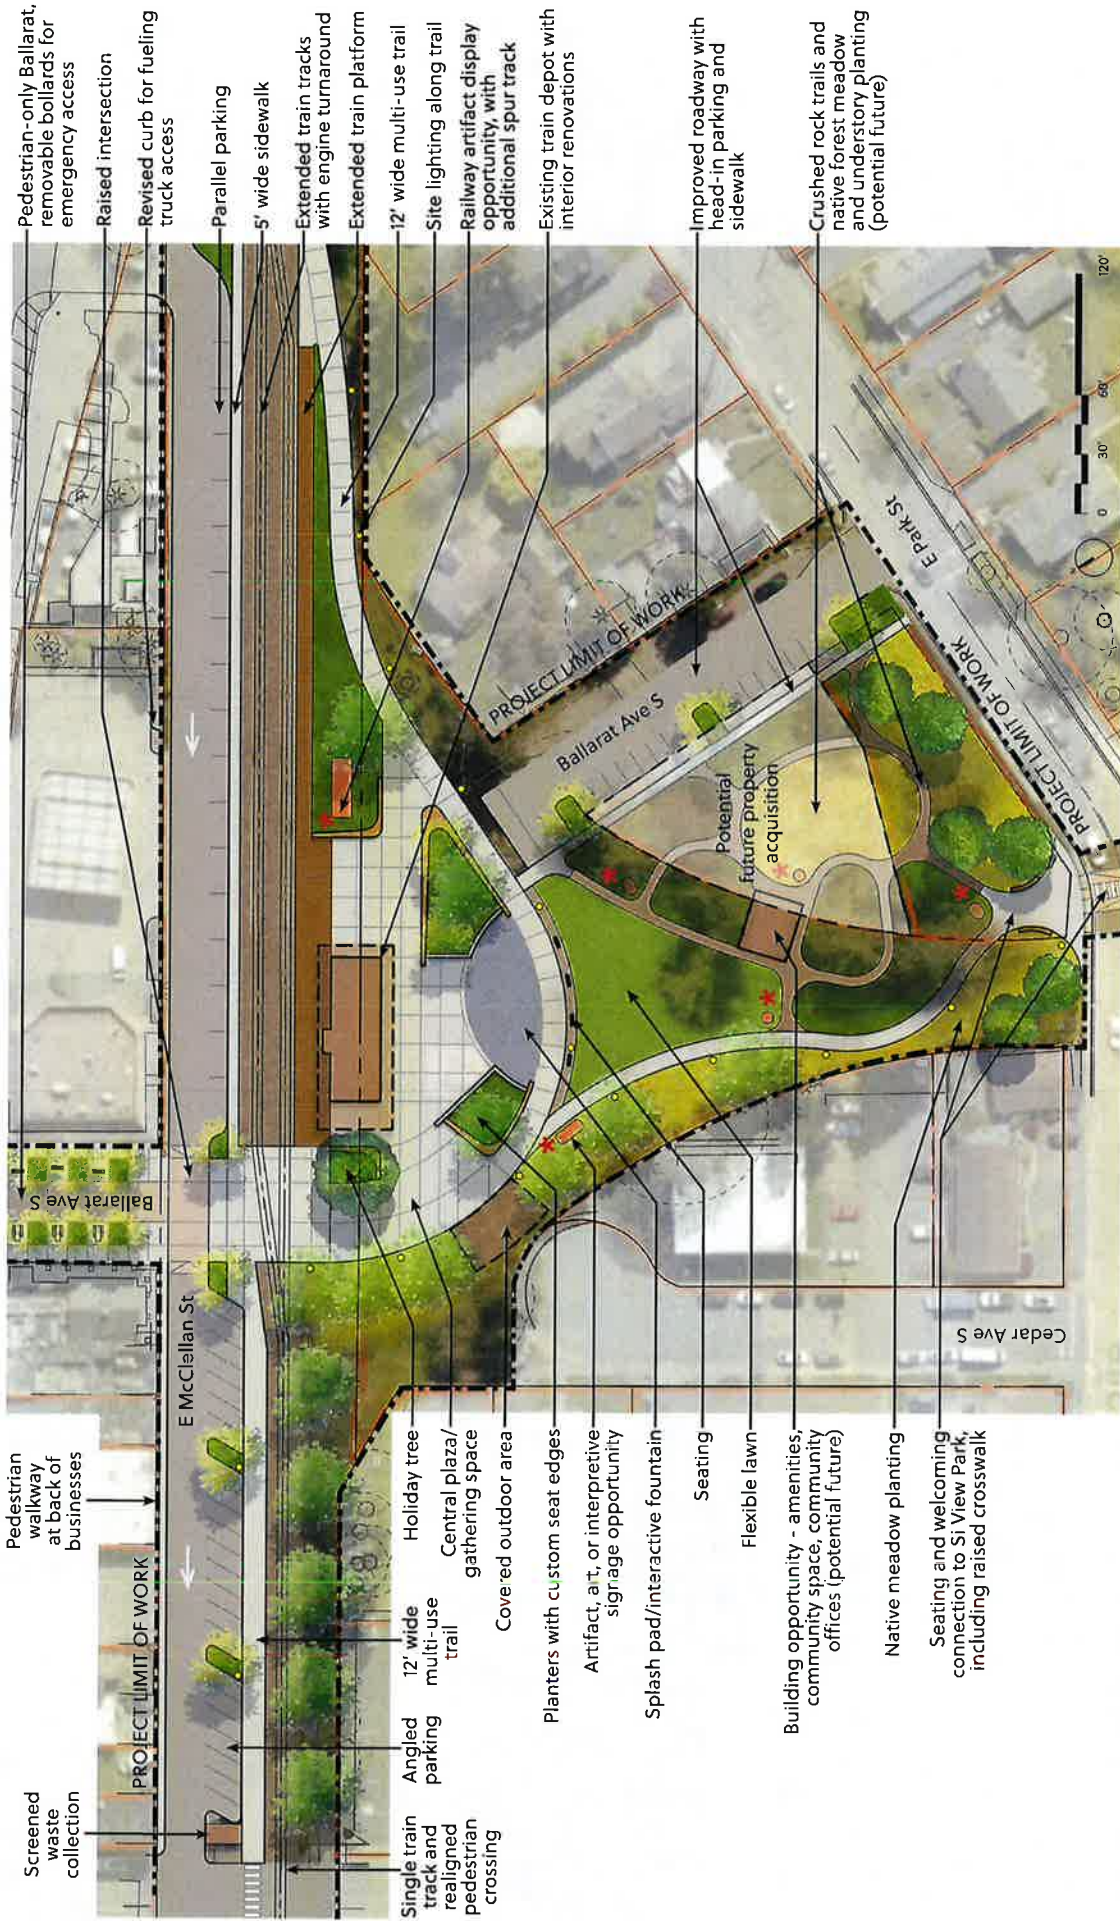 Pedestrian-only Ballarat,
removable bollards for
emergency access
Raised intersection
Revised curb for fueling
truck access
Parallel parking
5' wide sidewalk
Extended train tracks
with engine turnaround
Extended train platform
12' wide multi-use trail
Site lighting along trail
Railway artifact display
opportunity, with
additional spur track
Existing train depot with
interior renovations
Improved roadway with
head-in parking and
sidewalk
Crushed rock trails and
native forest meadow
and understory planting
(potential future)
Pedestrian
walkway
at back of
businesses
Screened
waste
collection
PROJECT LIMIT OF WORK
E McClellan St
Ballarat Ave S
PROJECT LIMIT OF WORK
Ballarat Ave S
Potential
future property
acquisition
E Park St
PROJECT LIMIT OF WORK
PROJECT LIMIT OF WORK
Cedar Ave S
0
30'
60'
120'
Single train
track and
realigned
pedestrian
crossing
Angled
parking
12' wide
multi-use
trail
Holiday tree
Central plaza/
gathering space
Covered outdoor area
Planters with custom seat edges
Artifact, art, or interpretive
signage opportunity
Splash pad/interactive fountain
Seating
Flexible lawn
Building opportunity - amenities,
community space, community
offices (potential future)
Native meadow planting
Seating and welcoming
connection to Si View Park,
including raised crosswalk